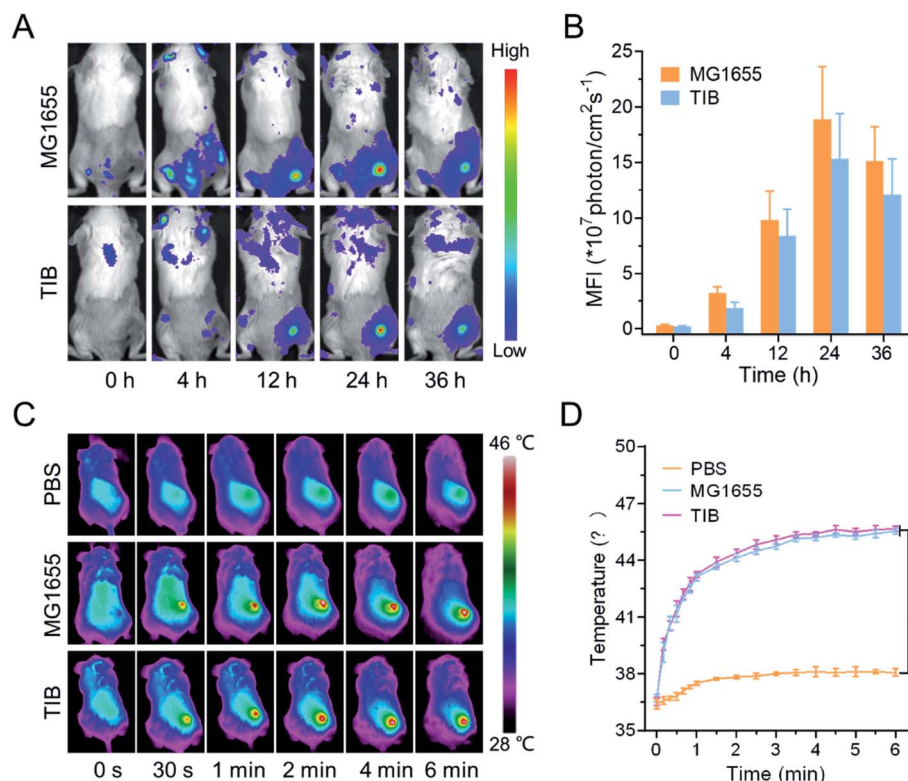 A
MG1655
TIB
0 h 4 h 12 h 24 h 36 h
High
Low
B
MFI (*10⁷photon/cm²s⁻¹)
25
20
15
10
5
0
MG1655
TIB
0 4 12 24 36
Time (h)
C
PBS
MG1655
TIB
0 s 30 s 1 min 2 min 4 min 6 min
46 ℃
28 ℃
D
Temperature (? )
50
46
42
38
35
PBS
MG1655
TIB
0 1 2 3 4 5 6
Time (min)